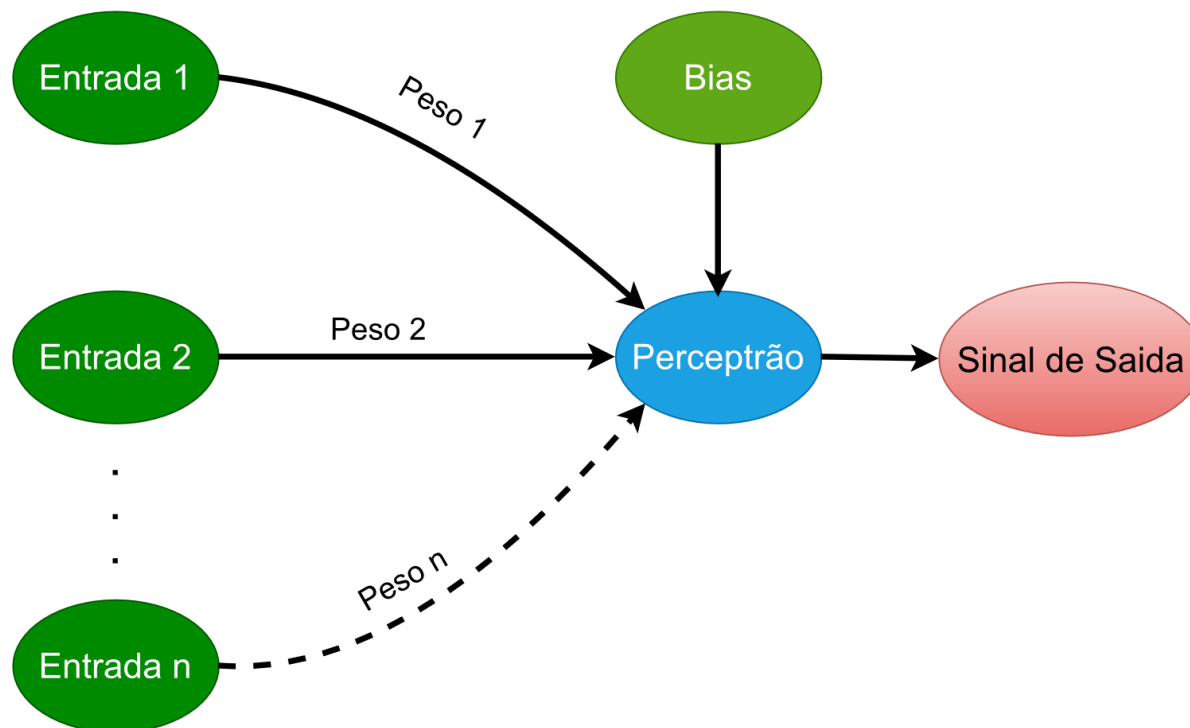 Entrada 1
Peso 1
Bias
Entrada 2
Peso 2
Perceptrão
Sinal de Saida
.
.
.
Peso n
Entrada n